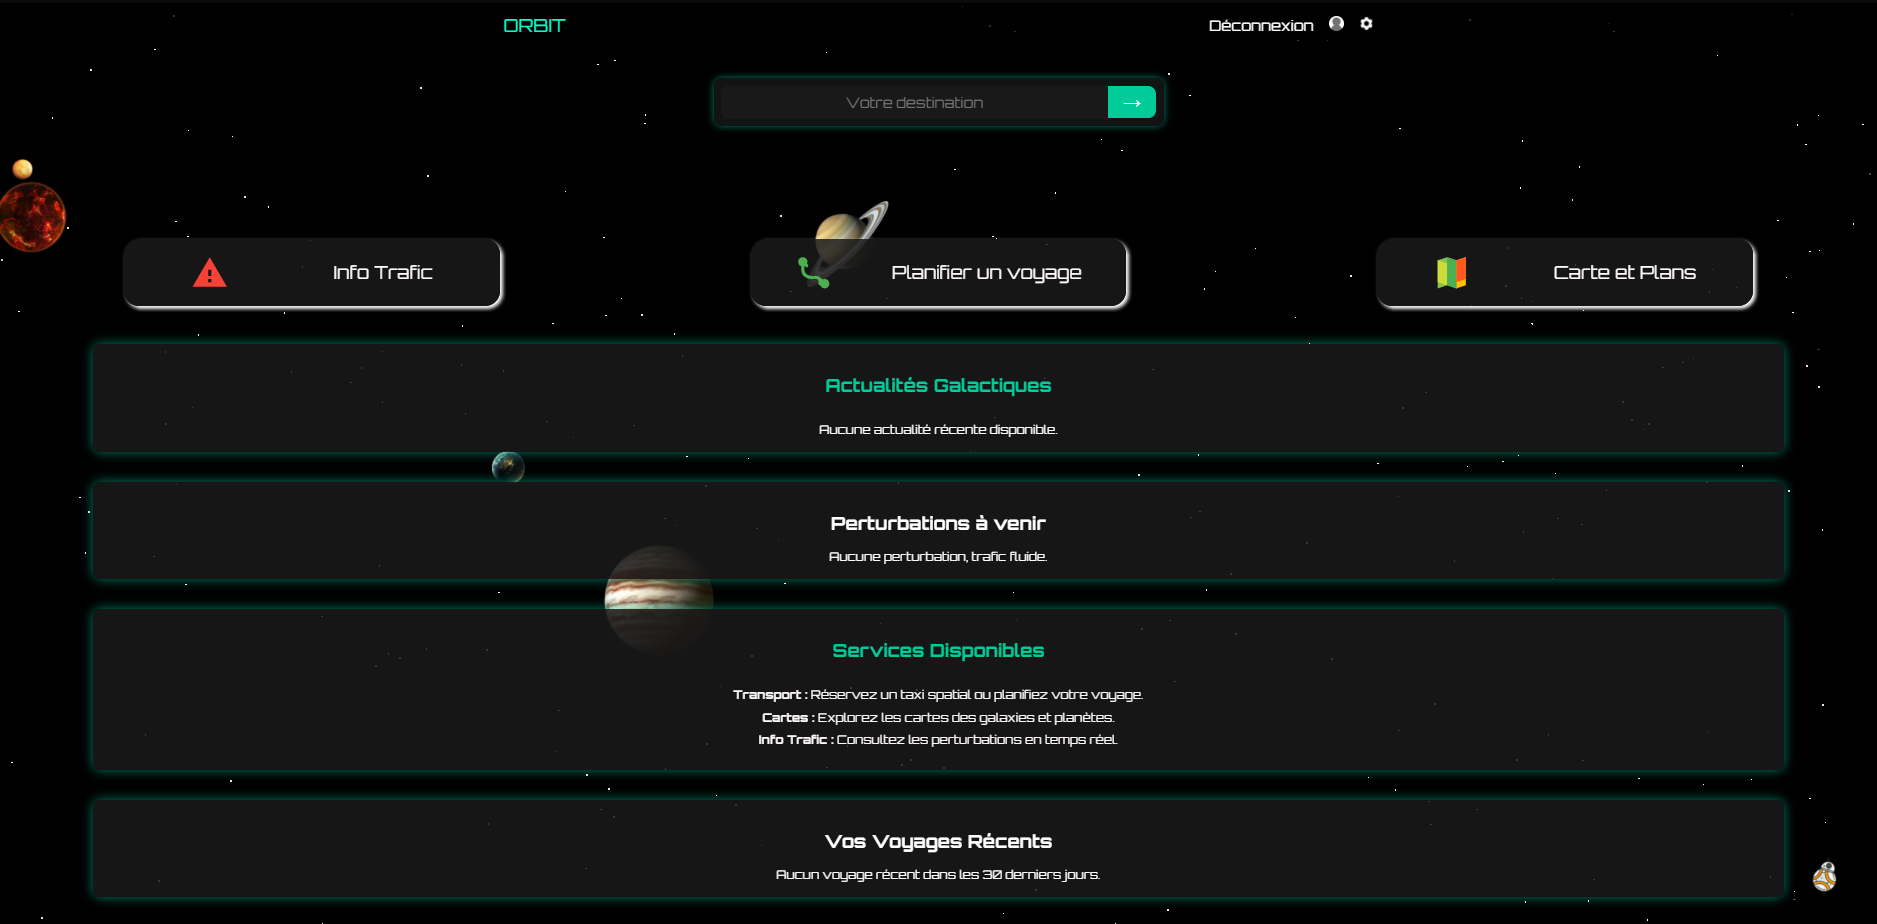 ORBIT
Déconnexion
Votre destination
→
Info Trafic
Planifier un voyage
Carte et Plans
Actualités Galactiques
Aucune actualité récente disponible.
Perturbations à venir
Aucune perturbation, trafic fluide.
Services Disponibles
Transport : Réservez un taxi spatial ou planifiez votre voyage.
Cartes : Explorez les cartes des galaxies et planètes.
Info Trafic : Consultez les perturbations en temps réel.
Vos Voyages Récents
Aucun voyage récent dans les 30 derniers jours.